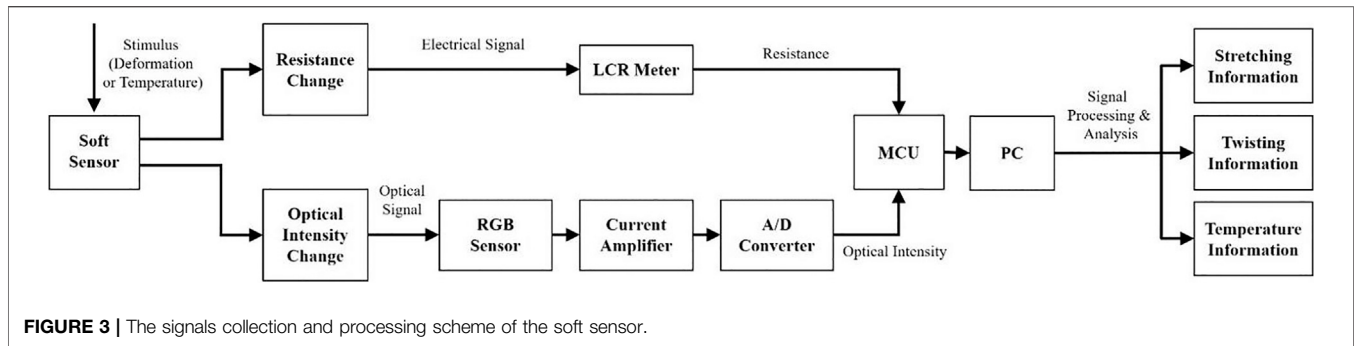 Stimulus
(Deformation
or Temperature)
Soft
Sensor
Resistance
Change
Electrical Signal
LCR Meter
Resistance
Optical
Intensity
Change
Optical
Signal
RGB
Sensor
Current
Amplifier
A/D
Converter
Optical Intensity
MCU
PC
Signal
Processing &
Analysis
Stretching
Information
Twisting
Information
Temperature
Information
FIGURE 3 | The signals collection and processing scheme of the soft sensor.